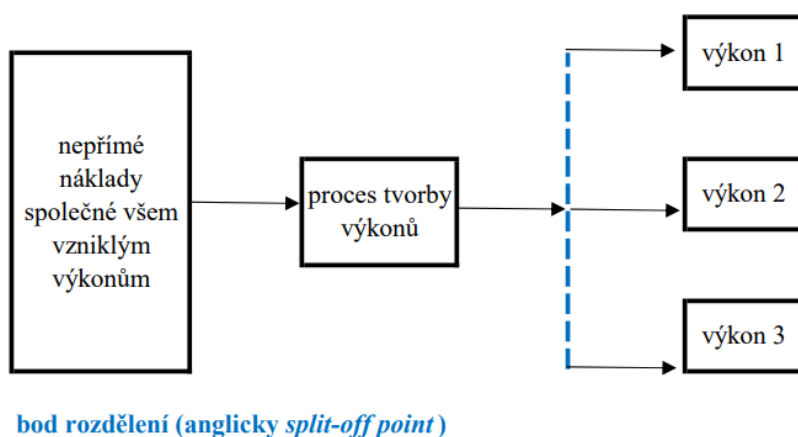 nepřímé
náklady
společné všem
vzniklým
výkonům
proces tvorby
výkonů
výkon 1
výkon 2
výkon 3
bod rozdělení (anglicky split-off point)